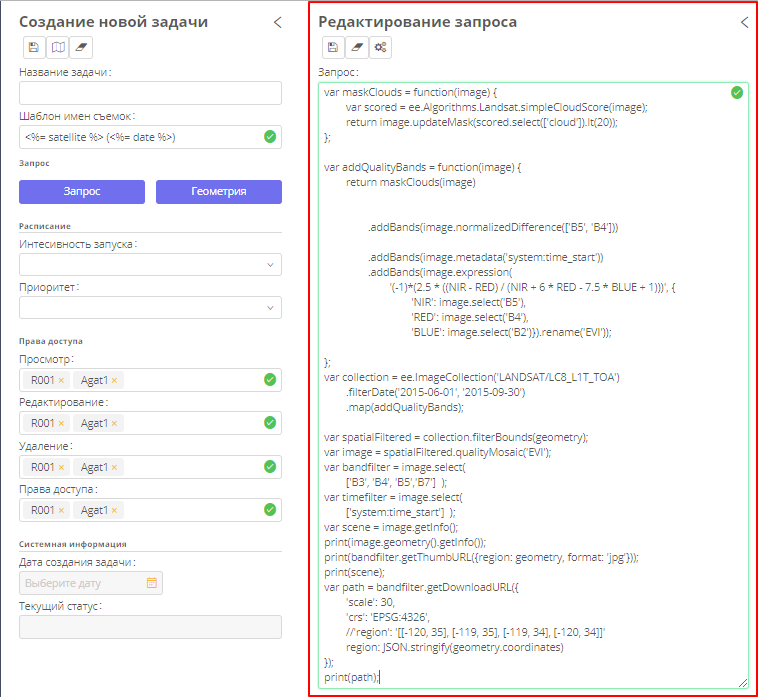 Создание новой задачи
Название задачи:
Шаблон имен съемок:
<%= satellite %> (<%= date %>)
Запрос
Запрос
Геометрия
Расписание
Интесивность запуска:
Приоритет:
Права доступа
Просмотр:
R001 × Agat1 ×
Редактирование:
R001 × Agat1 ×
Удаление:
R001 × Agat1 ×
Права доступа:
R001 × Agat1 ×
Системная информация
Дата создания задачи:
Выберите дату
Текущий статус:
Редактирование запроса
Запрос:
var maskClouds = function(image) {
var scored = ee.Algorithms.Landsat.simpleCloudScore(image);
return image.updateMask(scored.select(['cloud']).lt(20));
};
var addQualityBands = function(image) {
return maskClouds(image)
.addBands(image.normalizedDifference(['B5', 'B4']))
.addBands(image.metadata('system:time_start'))
.addBands(image.expression(
'(-1)*(2.5 * ((NIR - RED) / (NIR + 6 * RED - 7.5 * BLUE + 1)))', {
'NIR': image.select('B5'),
'RED': image.select('B4'),
'BLUE': image.select('B2')}).rename('EVI'));
};
var collection = ee.ImageCollection('LANDSAT/LC8_L1T_TOA')
.filterDate('2015-06-01', '2015-09-30')
.map(addQualityBands);
var spatialFiltered = collection.filterBounds(geometry);
var image = spatialFiltered.qualityMosaic('EVI');
var bandfilter = image.select(
['B3', 'B4', 'B5','B7'] );
var timefilter = image.select(
['system:time_start'] );
var scene = image.getInfo();
print(image.geometry().getInfo());
print(bandfilter.getThumbURL({region: geometry, format: 'jpg'}));
print(scene);
var path = bandfilter.getDownloadURL({
'scale': 30,
'crs': 'EPSG:4326',
//'region': '[[-120, 35], [-119, 35], [-119, 34], [-120, 34]]'
region: JSON.stringify(geometry.coordinates)
});
print(path);